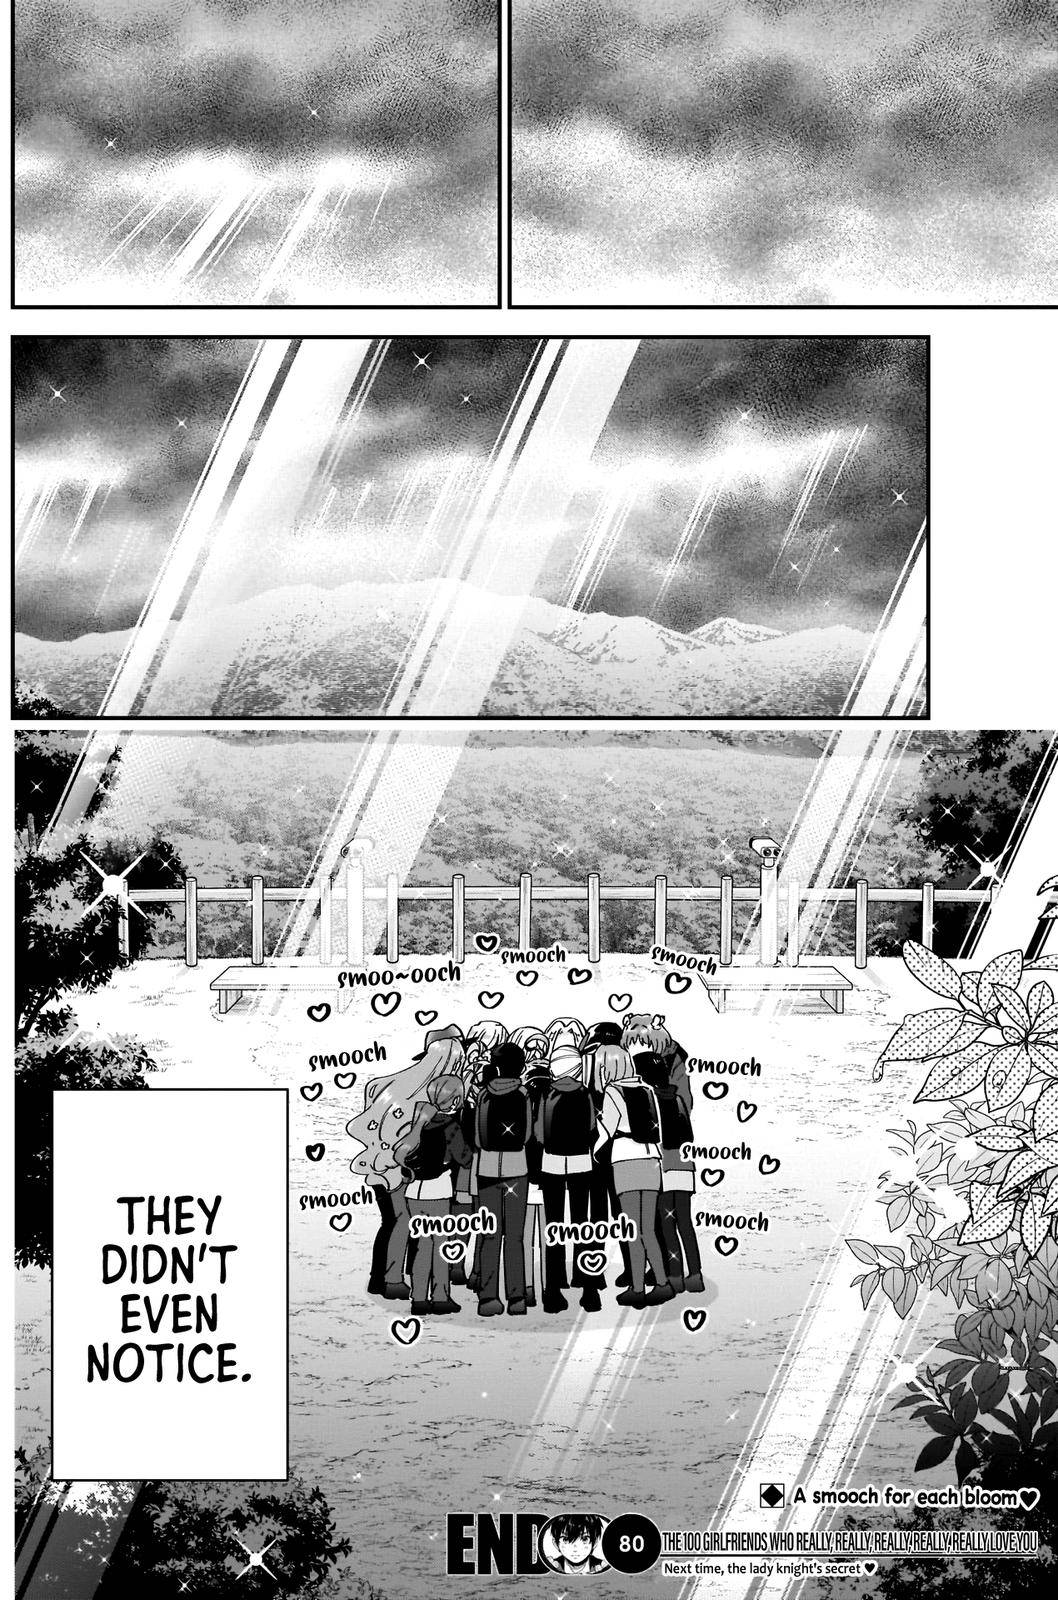 smooch
smooch
smoo~ooch
smooch
smooch
smooch
smooch
smooch
smooch
smooch
THEY
DIDN'T
EVEN
NOTICE.
A smooch for each bloom♥
END 80 THE 100 GIRLFRIENDS WHO REALLY, REALLY, REALLY, REALLY, REALLY LOVE YOU
Next time, the lady knight's secret ♥